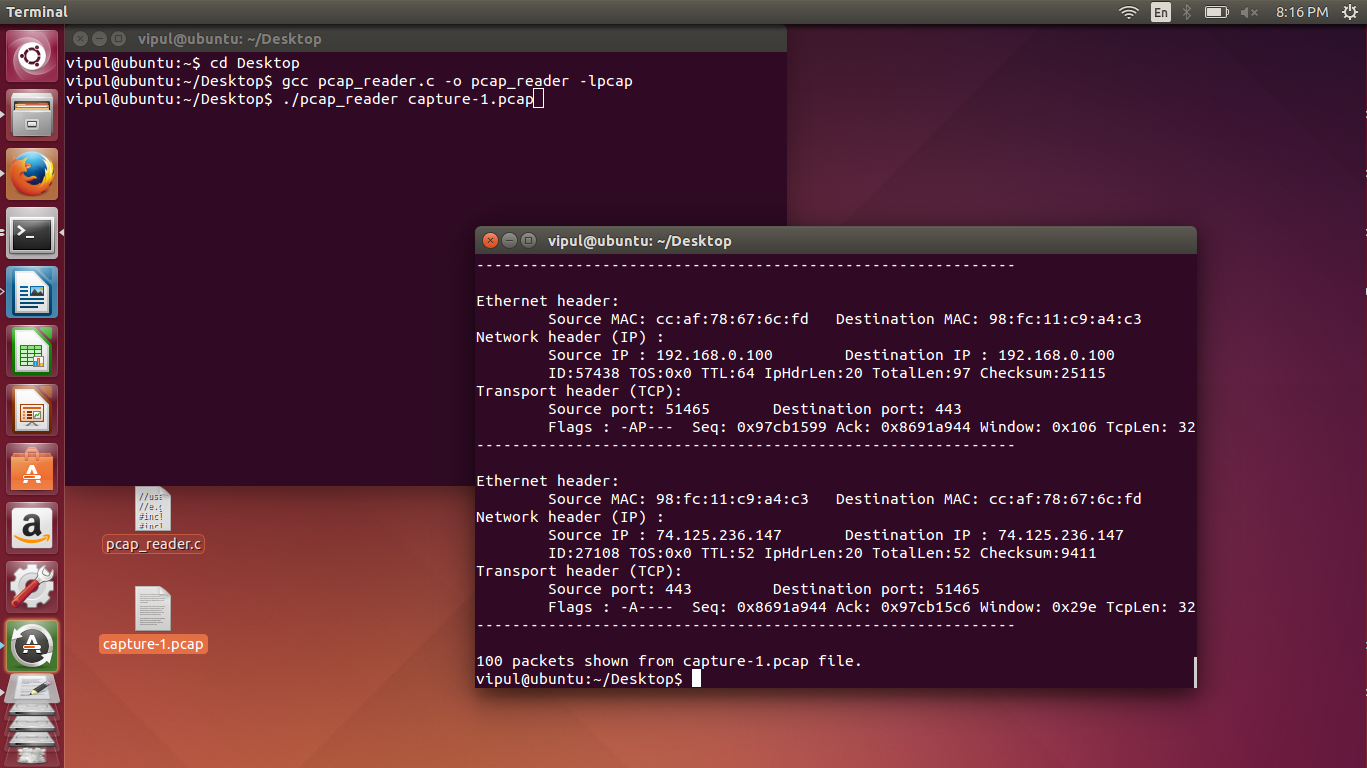 Terminal
En
8:16 PM
vipul@ubuntu: ~/Desktop
vipul@ubuntu:~$ cd Desktop
vipul@ubuntu:~/Desktop$ gcc pcap_reader.c -o pcap_reader -lpcap
vipul@ubuntu:~/Desktop$ ./pcap_reader capture-1.pcap
vipul@ubuntu: ~/Desktop
------------------------------------------------------------
Ethernet header:
Source MAC: cc:af:78:67:6c:fd   Destination MAC: 98:fc:11:c9:a4:c3
Network header (IP) :
Source IP : 192.168.0.100        Destination IP : 192.168.0.100
ID:57438 TOS:0x0 TTL:64 IpHdrLen:20 TotalLen:97 Checksum:25115
Transport header (TCP):
Source port: 51465       Destination port: 443
Flags : -AP---  Seq: 0x97cb1599 Ack: 0x8691a944 Window: 0x106 TcpLen: 32
------------------------------------------------------------
Ethernet header:
Source MAC: 98:fc:11:c9:a4:c3   Destination MAC: cc:af:78:67:6c:fd
Network header (IP) :
Source IP : 74.125.236.147       Destination IP : 74.125.236.147
ID:27108 TOS:0x0 TTL:52 IpHdrLen:20 TotalLen:52 Checksum:9411
Transport header (TCP):
Source port: 443         Destination port: 51465
Flags : -A----  Seq: 0x8691a944 Ack: 0x97cb15c6 Window: 0x29e TcpLen: 32
------------------------------------------------------------
100 packets shown from capture-1.pcap file.
vipul@ubuntu:~/Desktop$
//us
//e.g
#incl
#incl
pcap_reader.c
capture-1.pcap